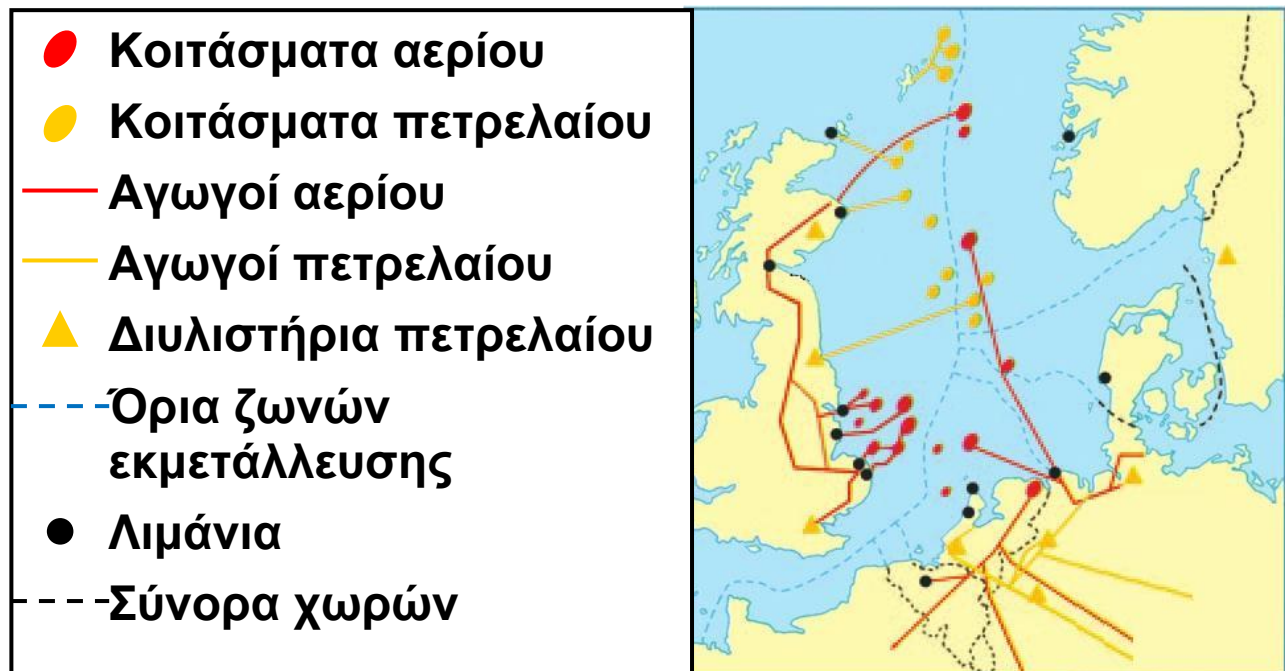 Κοιτάσματα αερίου
Κοιτάσματα πετρελαίου
Αγωγοί αερίου
Αγωγοί πετρελαίου
Διυλιστήρια πετρελαίου
Όρια ζωνών
εκμετάλλευσης
Λιμάνια
Σύνορα χωρών